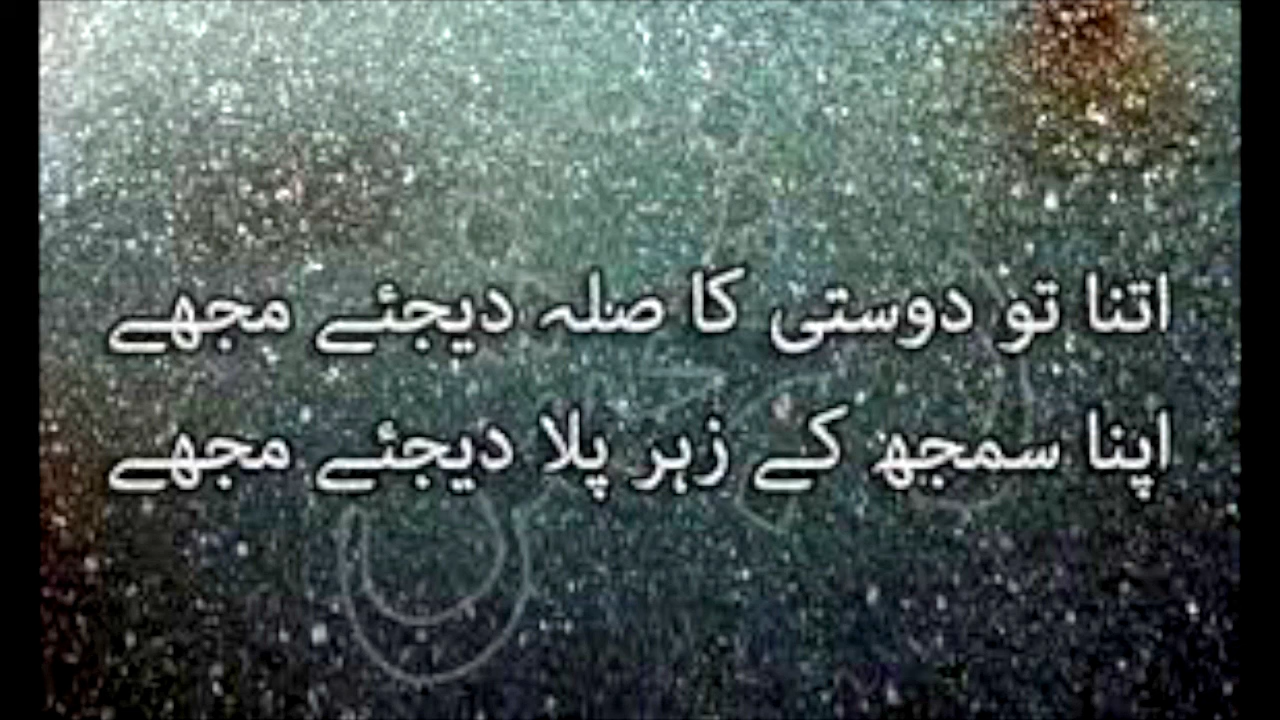 اتنا تو دوستی کا صلہ دیجئے مجھے
اپنا سمجھ کے زہر پلا دیجئے مجھے